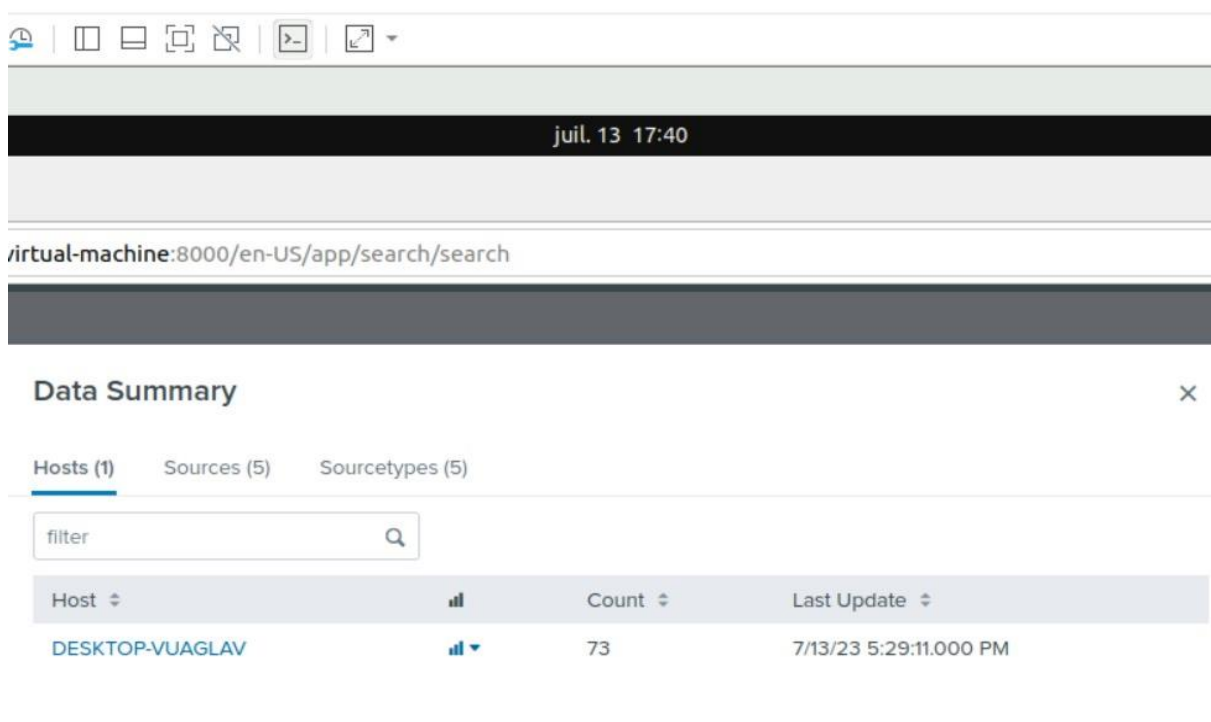 juil. 13 17:40
virtual-machine:8000/en-US/app/search/search
Data Summary
Hosts (1) Sources (5) Sourcetypes (5)
filter
Host Count Last Update
DESKTOP-VUAGLAV 73 7/13/23 5:29:11.000 PM